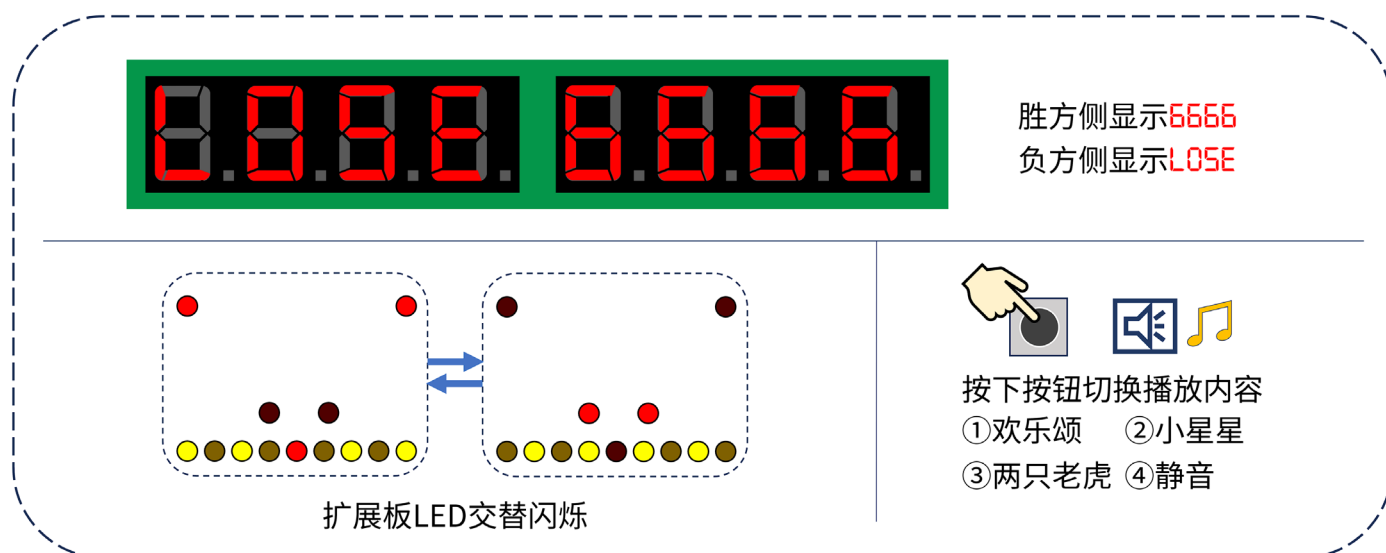 LOSE 6666
胜方侧显示6666
负方侧显示LOSE
扩展板LED交替闪烁
按下按钮切换播放内容
①欢乐颂 ②小星星
③两只老虎 ④静音